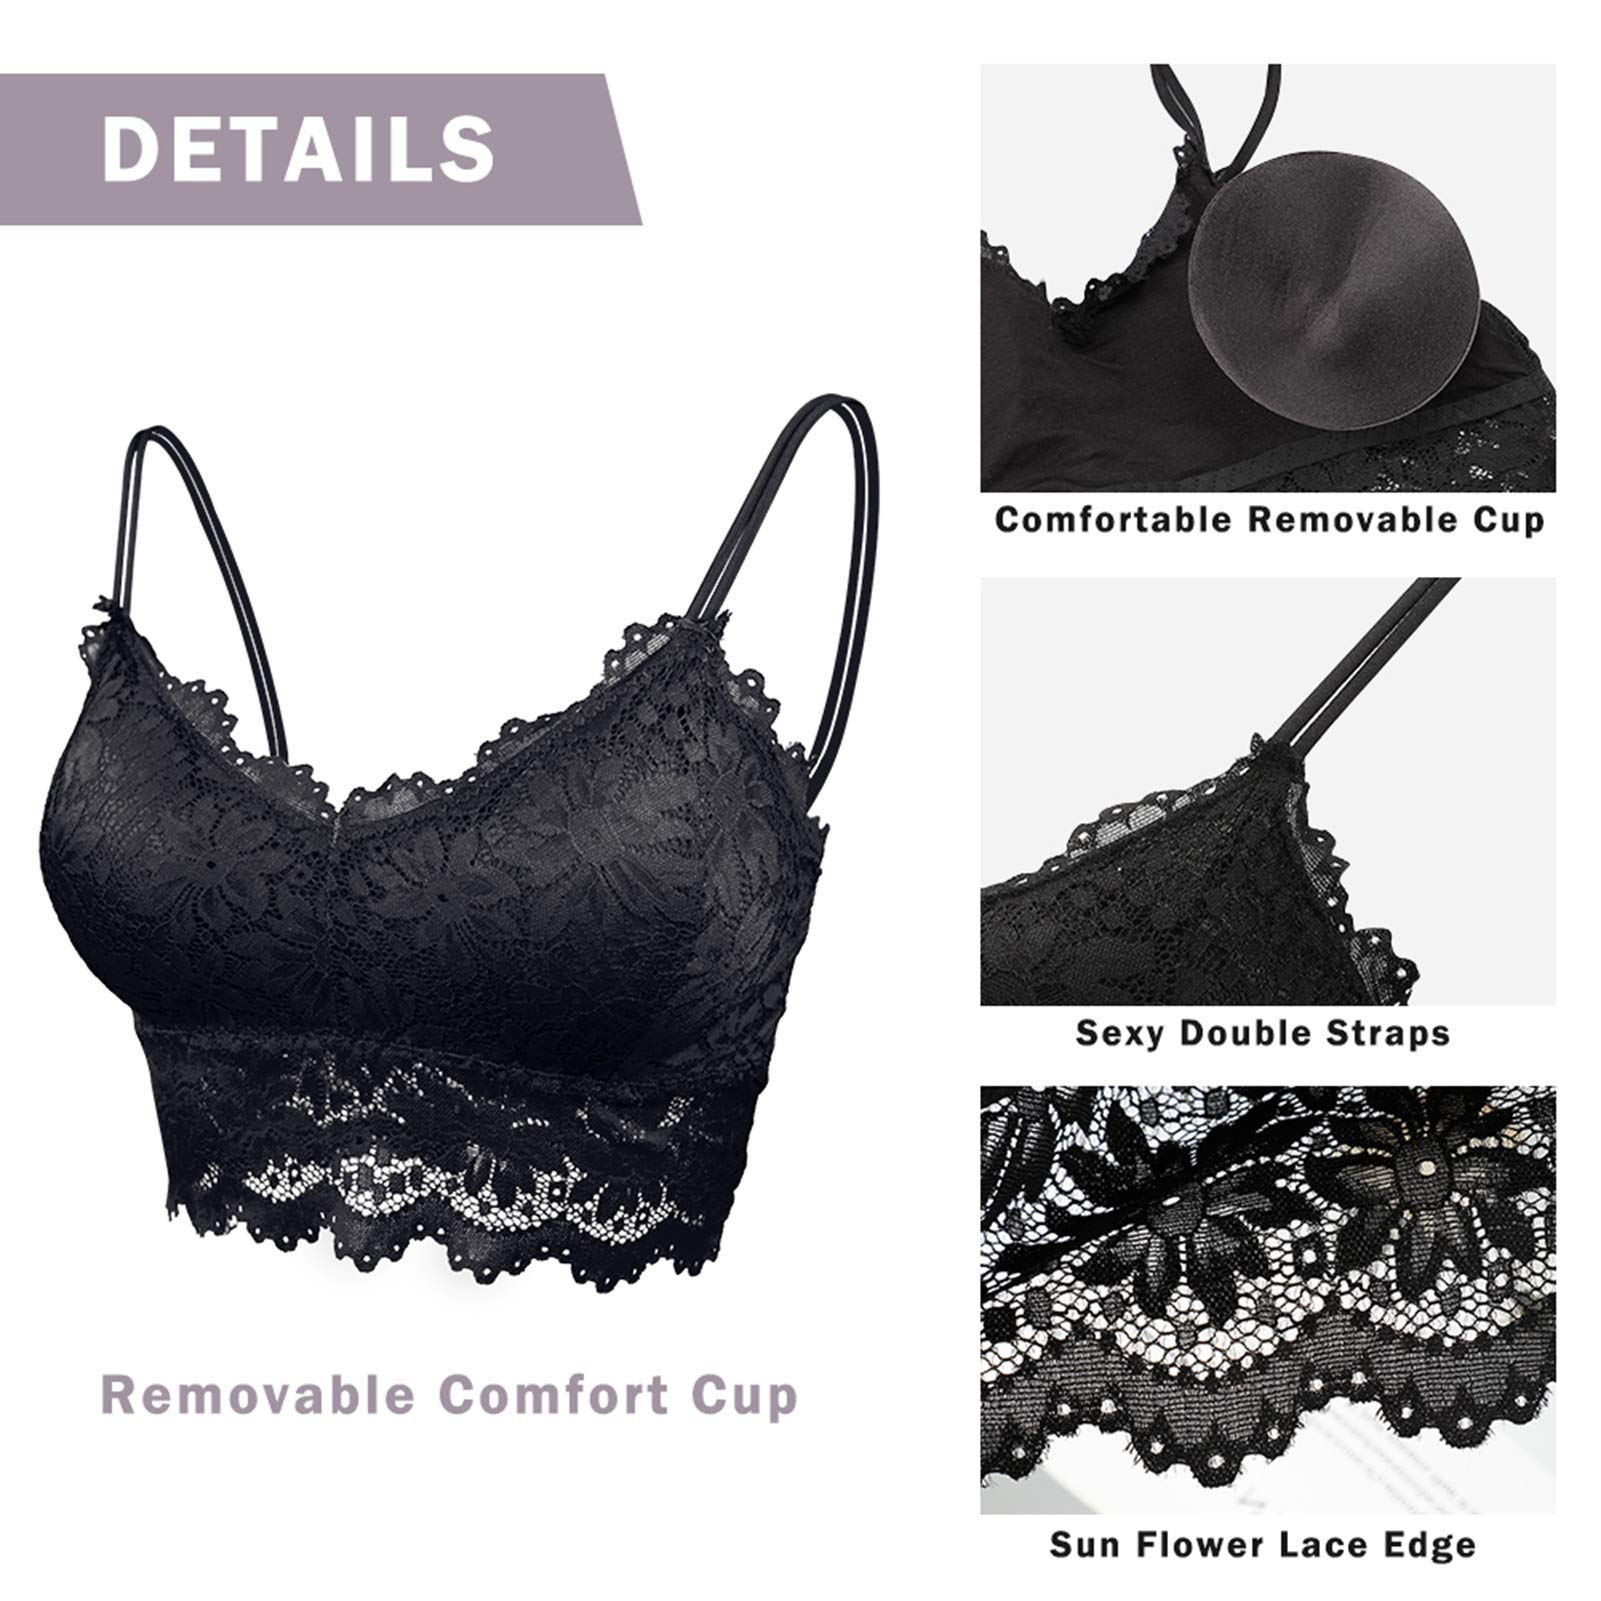 DETAILS
Comfortable Removable Cup
Sexy Double Straps
Removable Comfort Cup
Sun Flower Lace Edge